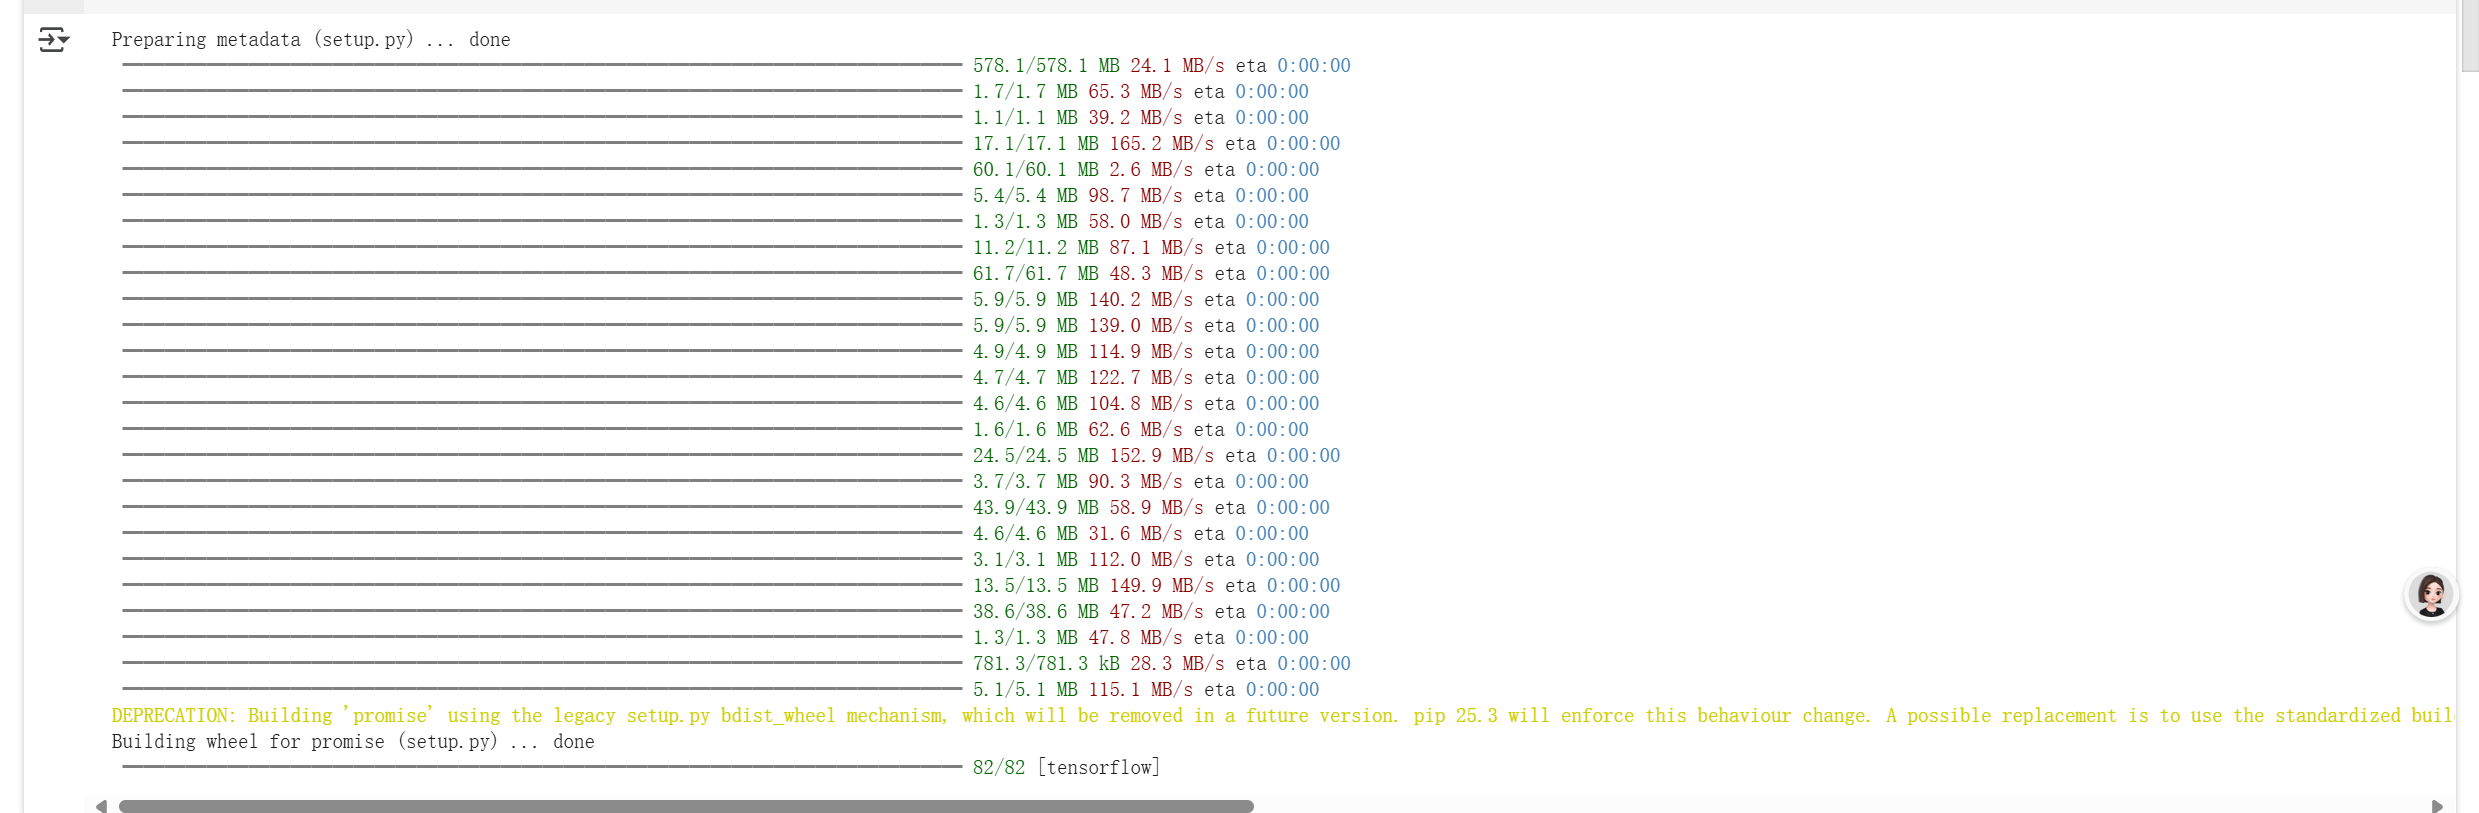 Preparing metadata (setup.py) ... done
578.1/578.1 MB 24.1 MB/s eta 0:00:00
1.7/1.7 MB 65.3 MB/s eta 0:00:00
1.1/1.1 MB 39.2 MB/s eta 0:00:00
17.1/17.1 MB 165.2 MB/s eta 0:00:00
60.1/60.1 MB 2.6 MB/s eta 0:00:00
5.4/5.4 MB 98.7 MB/s eta 0:00:00
1.3/1.3 MB 58.0 MB/s eta 0:00:00
11.2/11.2 MB 87.1 MB/s eta 0:00:00
61.7/61.7 MB 48.3 MB/s eta 0:00:00
5.9/5.9 MB 140.2 MB/s eta 0:00:00
5.9/5.9 MB 139.0 MB/s eta 0:00:00
4.9/4.9 MB 114.9 MB/s eta 0:00:00
4.7/4.7 MB 122.7 MB/s eta 0:00:00
4.6/4.6 MB 104.8 MB/s eta 0:00:00
1.6/1.6 MB 62.6 MB/s eta 0:00:00
24.5/24.5 MB 152.9 MB/s eta 0:00:00
3.7/3.7 MB 90.3 MB/s eta 0:00:00
43.9/43.9 MB 58.9 MB/s eta 0:00:00
4.6/4.6 MB 31.6 MB/s eta 0:00:00
3.1/3.1 MB 112.0 MB/s eta 0:00:00
13.5/13.5 MB 149.9 MB/s eta 0:00:00
38.6/38.6 MB 47.2 MB/s eta 0:00:00
1.3/1.3 MB 47.8 MB/s eta 0:00:00
781.3/781.3 kB 28.3 MB/s eta 0:00:00
5.1/5.1 MB 115.1 MB/s eta 0:00:00
DEPRECATION: Building 'promise' using the legacy setup.py bdist_wheel mechanism, which will be removed in a future version. pip 25.3 will enforce this behaviour change. A possible replacement is to use the standardized buil
Building wheel for promise (setup.py) ... done
82/82 [tensorflow]